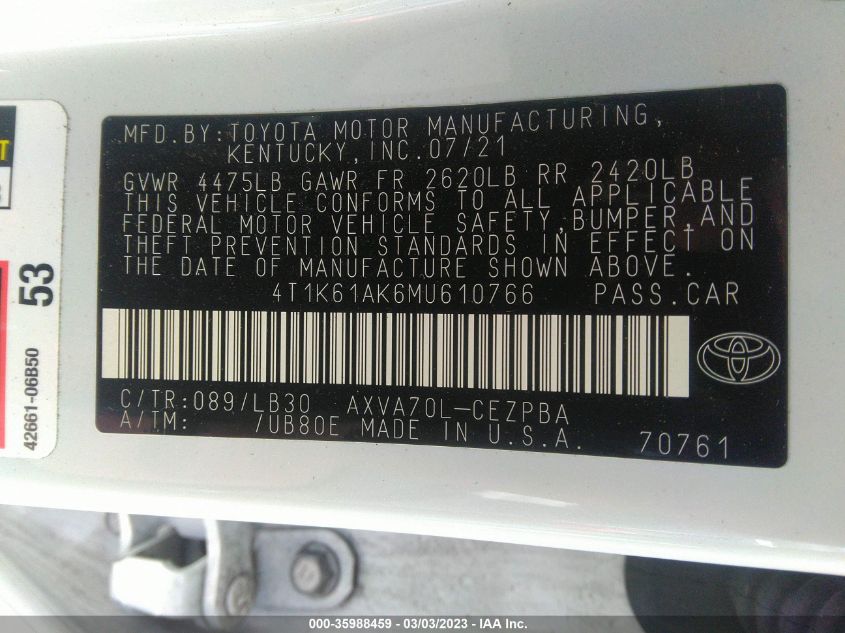 MFD. BY: TOYOTA MOTOR MANUFACTURING,
KENTUCKY, INC. 07/21
GVWR 4475LB GAWR FR 2620LB RR 2420LB
THIS VEHICLE CONFORMS TO ALL APPLICABLE
FEDERAL MOTOR VEHICLE SAFETY, BUMPER, AND
THEFT PREVENTION STANDARDS IN EFFECT ON
THE DATE OF MANUFACTURE SHOWN ABOVE.
4T1K61AK6MU610766 PASS. CAR
C/TR: 089/LB30 AXVA70L-CEZPBA
A/TM: /UB80E MADE IN U.S.A. 70761
53
42661-06B50
000-35988459 - 03/03/2023 - IAA Inc.